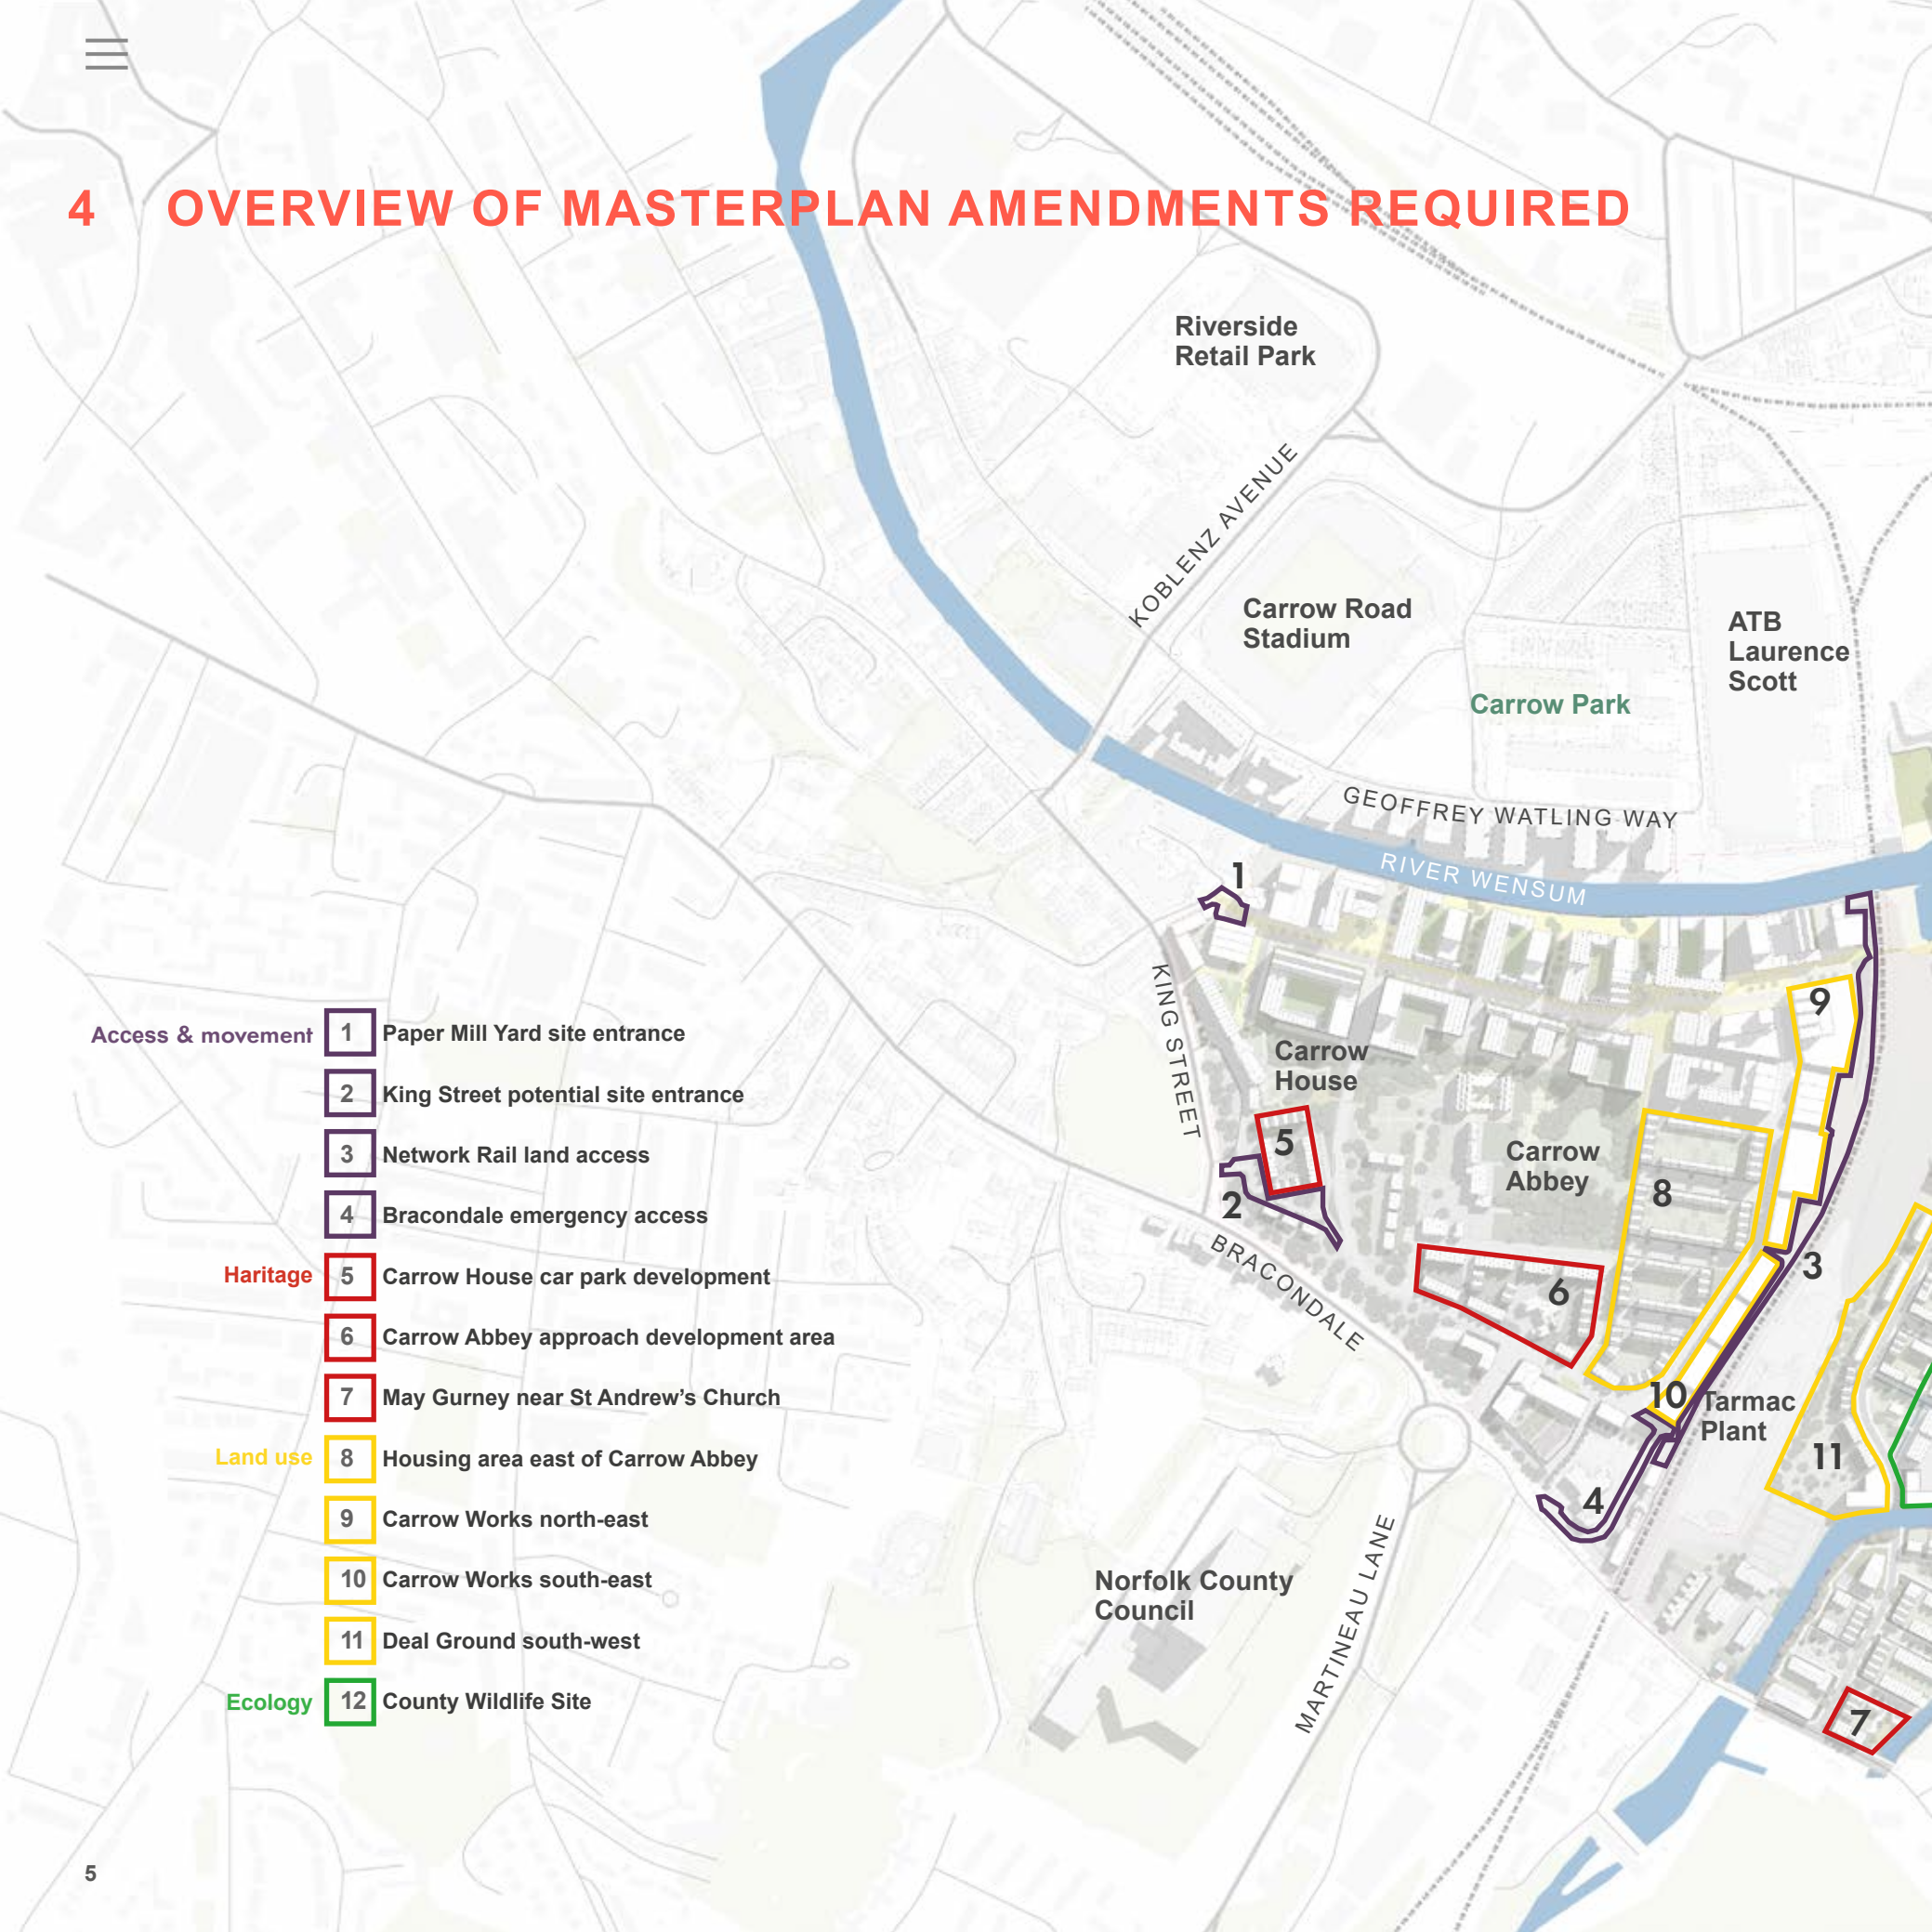 4 OVERVIEW OF MASTERPLAN AMENDMENTS REQUIRED
Riverside
Retail Park
KOBLENZ AVENUE
Carrow Road
Stadium
ATB
Laurence
Scott
Carrow Park
GEOFFREY WATLING WAY
RIVER WENSUM
1
KING STREET
9
Carrow
House
5
Carrow
Abbey
8
2
BRACONDALE
6
3
10
Tarmac
Plant
11
4
MARTINEAU LANE
Norfolk County
Council
7
Access & movement 1 Paper Mill Yard site entrance
2 King Street potential site entrance
3 Network Rail land access
4 Bracondale emergency access
Haritage 5 Carrow House car park development
6 Carrow Abbey approach development area
7 May Gurney near St Andrew’s Church
Land use 8 Housing area east of Carrow Abbey
9 Carrow Works north-east
10 Carrow Works south-east
11 Deal Ground south-west
Ecology 12 County Wildlife Site
5